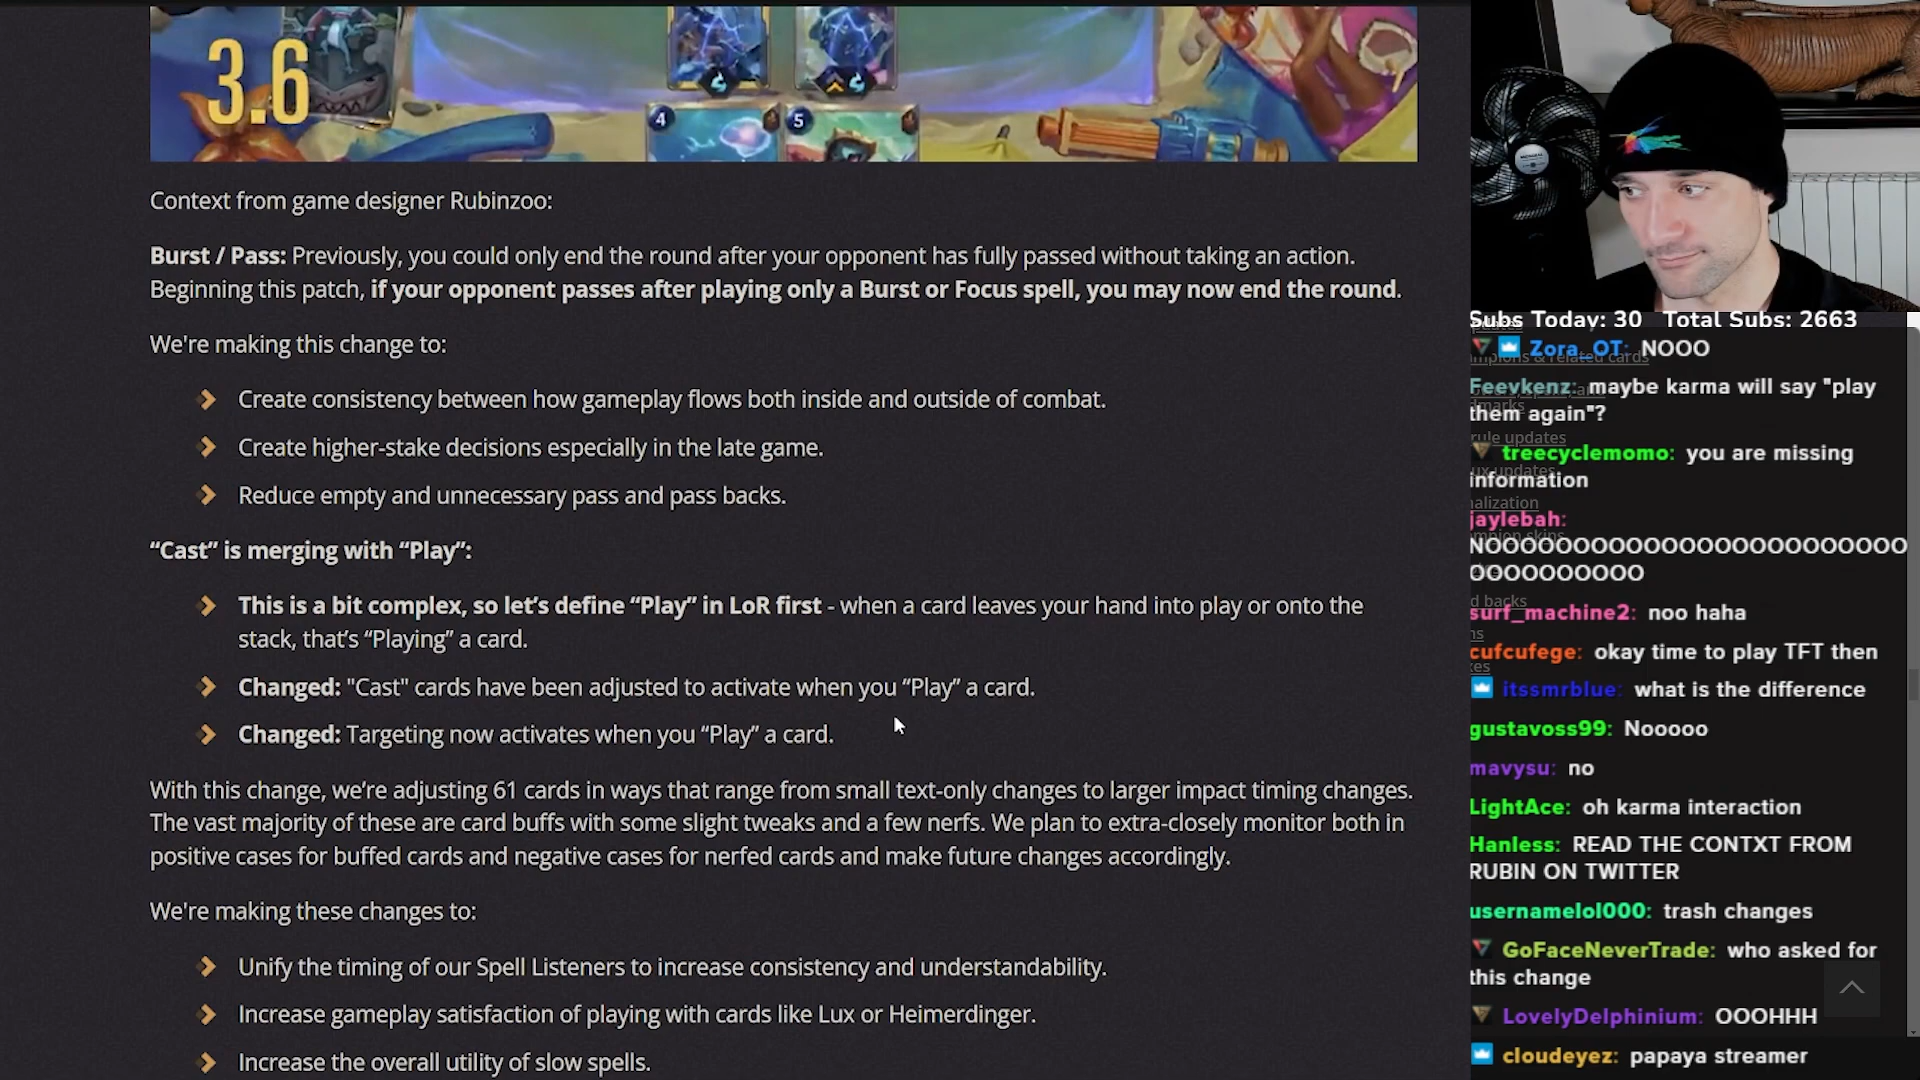 3.6
4
5
Context from game designer Rubinzoo:
Burst / Pass: Previously, you could only end the round after your opponent has fully passed without taking an action.
Beginning this patch, if your opponent passes after playing only a Burst or Focus spell, you may now end the round.
We're making this change to:
Create consistency between how gameplay flows both inside and outside of combat.
Create higher-stake decisions especially in the late game.
Reduce empty and unnecessary pass and pass backs.
“Cast” is merging with “Play”:
This is a bit complex, so let’s define “Play” in LoR first - when a card leaves your hand into play or onto the
stack, that’s “Playing” a card.
Changed: "Cast" cards have been adjusted to activate when you “Play” a card.
Changed: Targeting now activates when you “Play” a card.
With this change, we’re adjusting 61 cards in ways that range from small text-only changes to larger impact timing changes.
The vast majority of these are card buffs with some slight tweaks and a few nerfs. We plan to extra-closely monitor both in
positive cases for buffed cards and negative cases for nerfed cards and make future changes accordingly.
We're making these changes to:
Unify the timing of our Spell Listeners to increase consistency and understandability.
Increase gameplay satisfaction of playing with cards like Lux or Heimerdinger.
Increase the overall utility of slow spells.
Subs Today: 30 Total Subs: 2663
Zora_OT: NOOO
Feevkenz: maybe karma will say "play
them again"?
treecyclemomo: you are missing
information
jaylebah:
NOOOOOOOOOOOOOOOOOOOOOOOO
OOOOOOOOOO
surf_machine2: noo haha
cufcufege: okay time to play TFT then
itssmrblue: what is the difference
gustavoss99: Nooooo
mavysu: no
LightAce: oh karma interaction
Hanless: READ THE CONTXT FROM
RUBIN ON TWITTER
usernamelol000: trash changes
GoFaceNeverTrade: who asked for
this change
LovelyDelphinium: OOOHHH
cloudeyez: papaya streamer